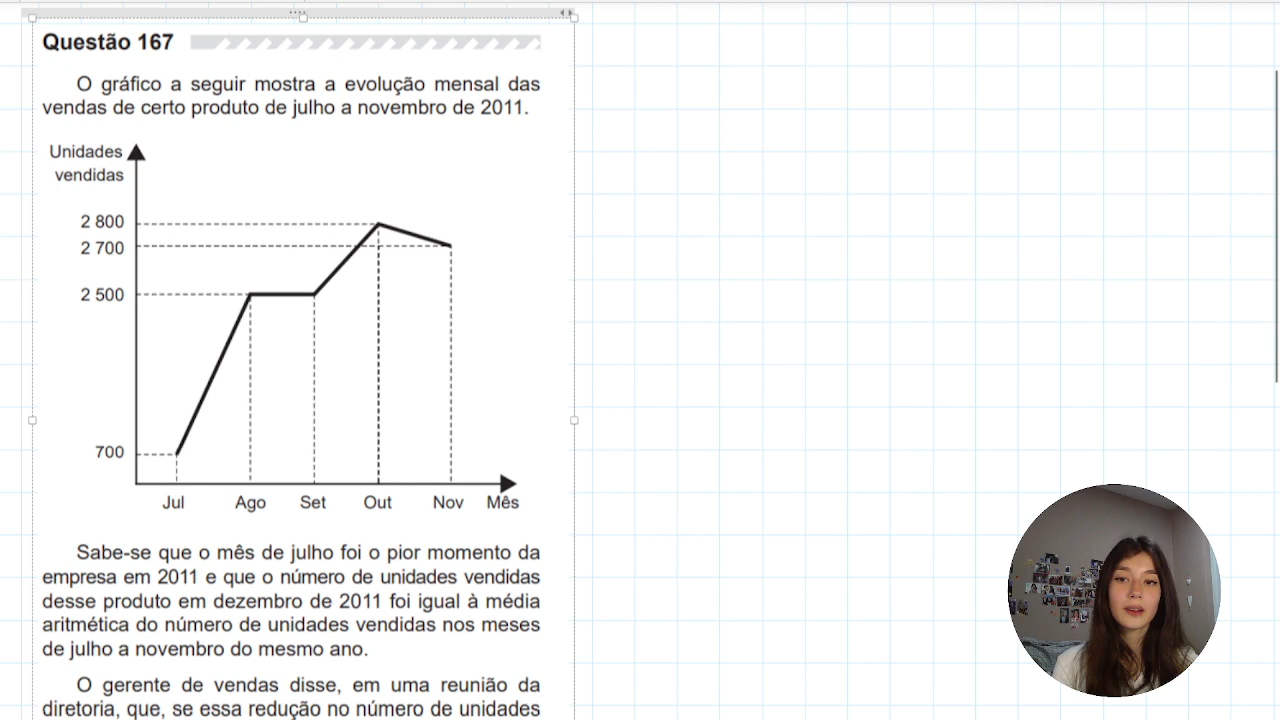 Questão 167
O gráfico a seguir mostra a evolução mensal das
vendas de certo produto de julho a novembro de 2011.
Unidades
vendidas
2 800
2 700
2 500
700
Jul Ago Set Out Nov Mês
Sabe-se que o mês de julho foi o pior momento da
empresa em 2011 e que o número de unidades vendidas
desse produto em dezembro de 2011 foi igual à média
aritmética do número de unidades vendidas nos meses
de julho a novembro do mesmo ano.
O gerente de vendas disse, em uma reunião da
diretoria, que, se essa redução no número de unidades